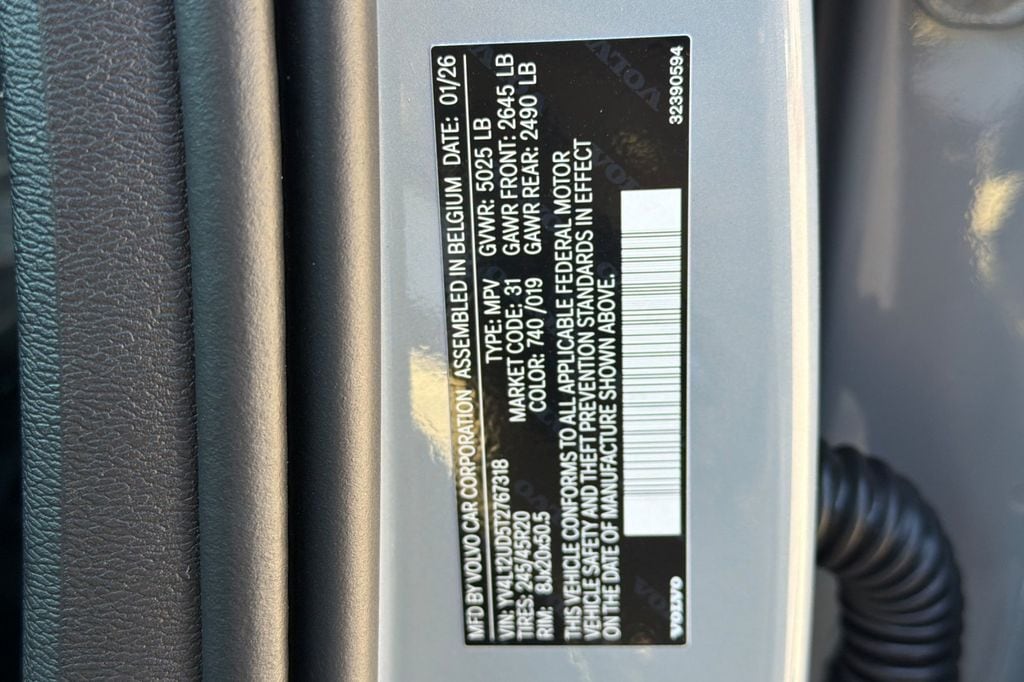 MFD BY VOLVO CAR CORPORATION ASSEMBLED IN BELGIUM DATE: 01/26
VIN: YV4L12UD5T2767318 TYPE: MPV GVWR: 5025 LB
TIRES: 245/45R20 MARKET CODE: 31 GAWR FRONT: 2645 LB
RIM: 8Jx20x50.5 COLOR: 740 /019 GAWR REAR: 2490 LB
THIS VEHICLE CONFORMS TO ALL APPLICABLE FEDERAL MOTOR
VEHICLE SAFETY AND THEFT PREVENTION STANDARDS IN EFFECT
ON THE DATE OF MANUFACTURE SHOWN ABOVE.
VOLVO 32390594